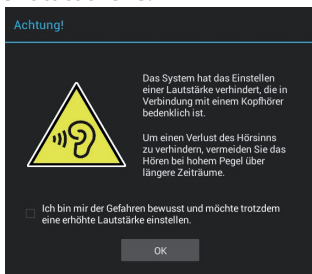 Achtung!
Das System hat das Einstellen
einer Lautstärke verhindert, die in
Verbindung mit einem Kopfhörer
bedenklich ist.
Um einen Verlust des Hörsinns
zu verhindern, vermeiden Sie das
Hören bei hohem Pegel über
längere Zeiträume.
Ich bin mir der Gefahren bewusst und möchte trotzdem
eine erhöhte Lautstärke einstellen.
OK